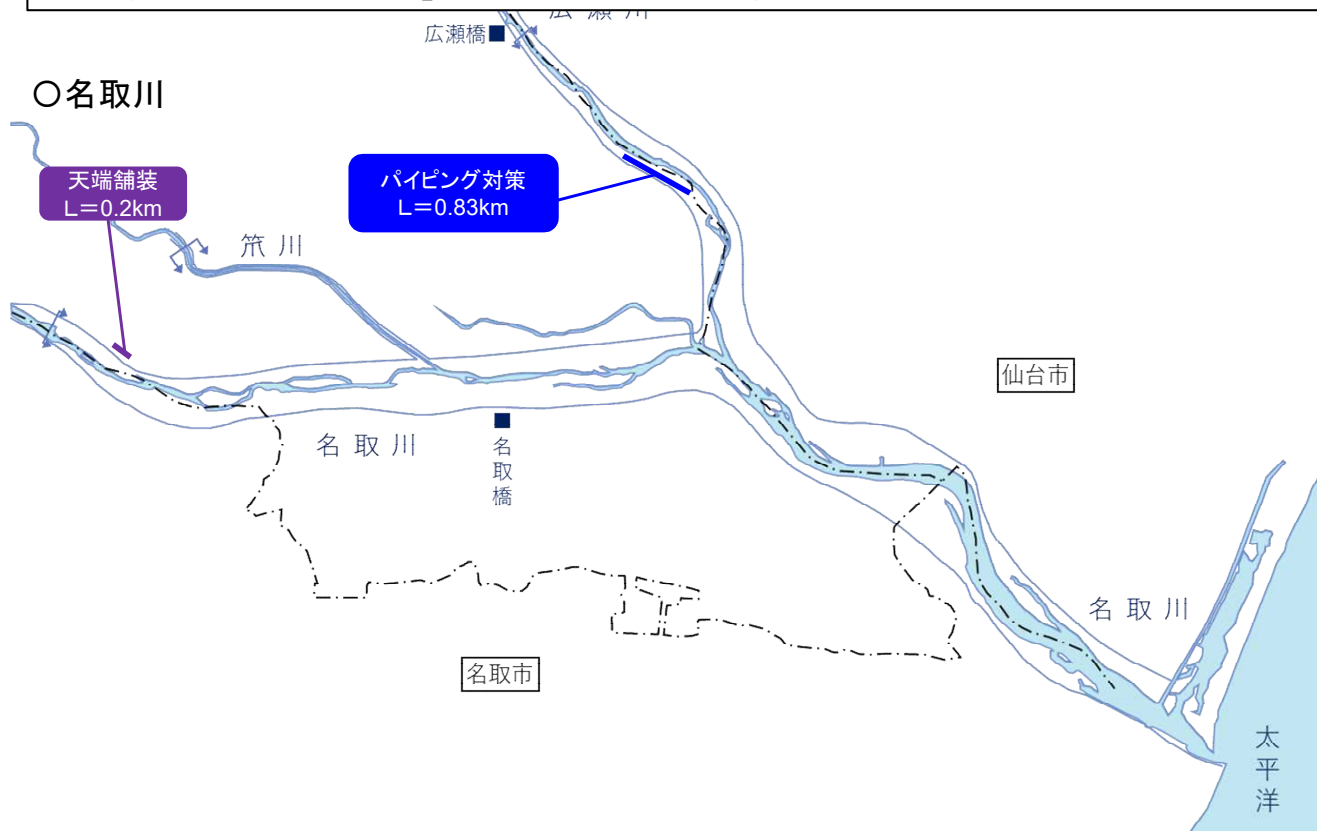 広瀬川
広瀬橋
○名取川
天端舗装
L=0.2km
パイピング対策
L=0.83km
笊川
仙台市
名取川
名取橋
名取川
名取市
太平洋